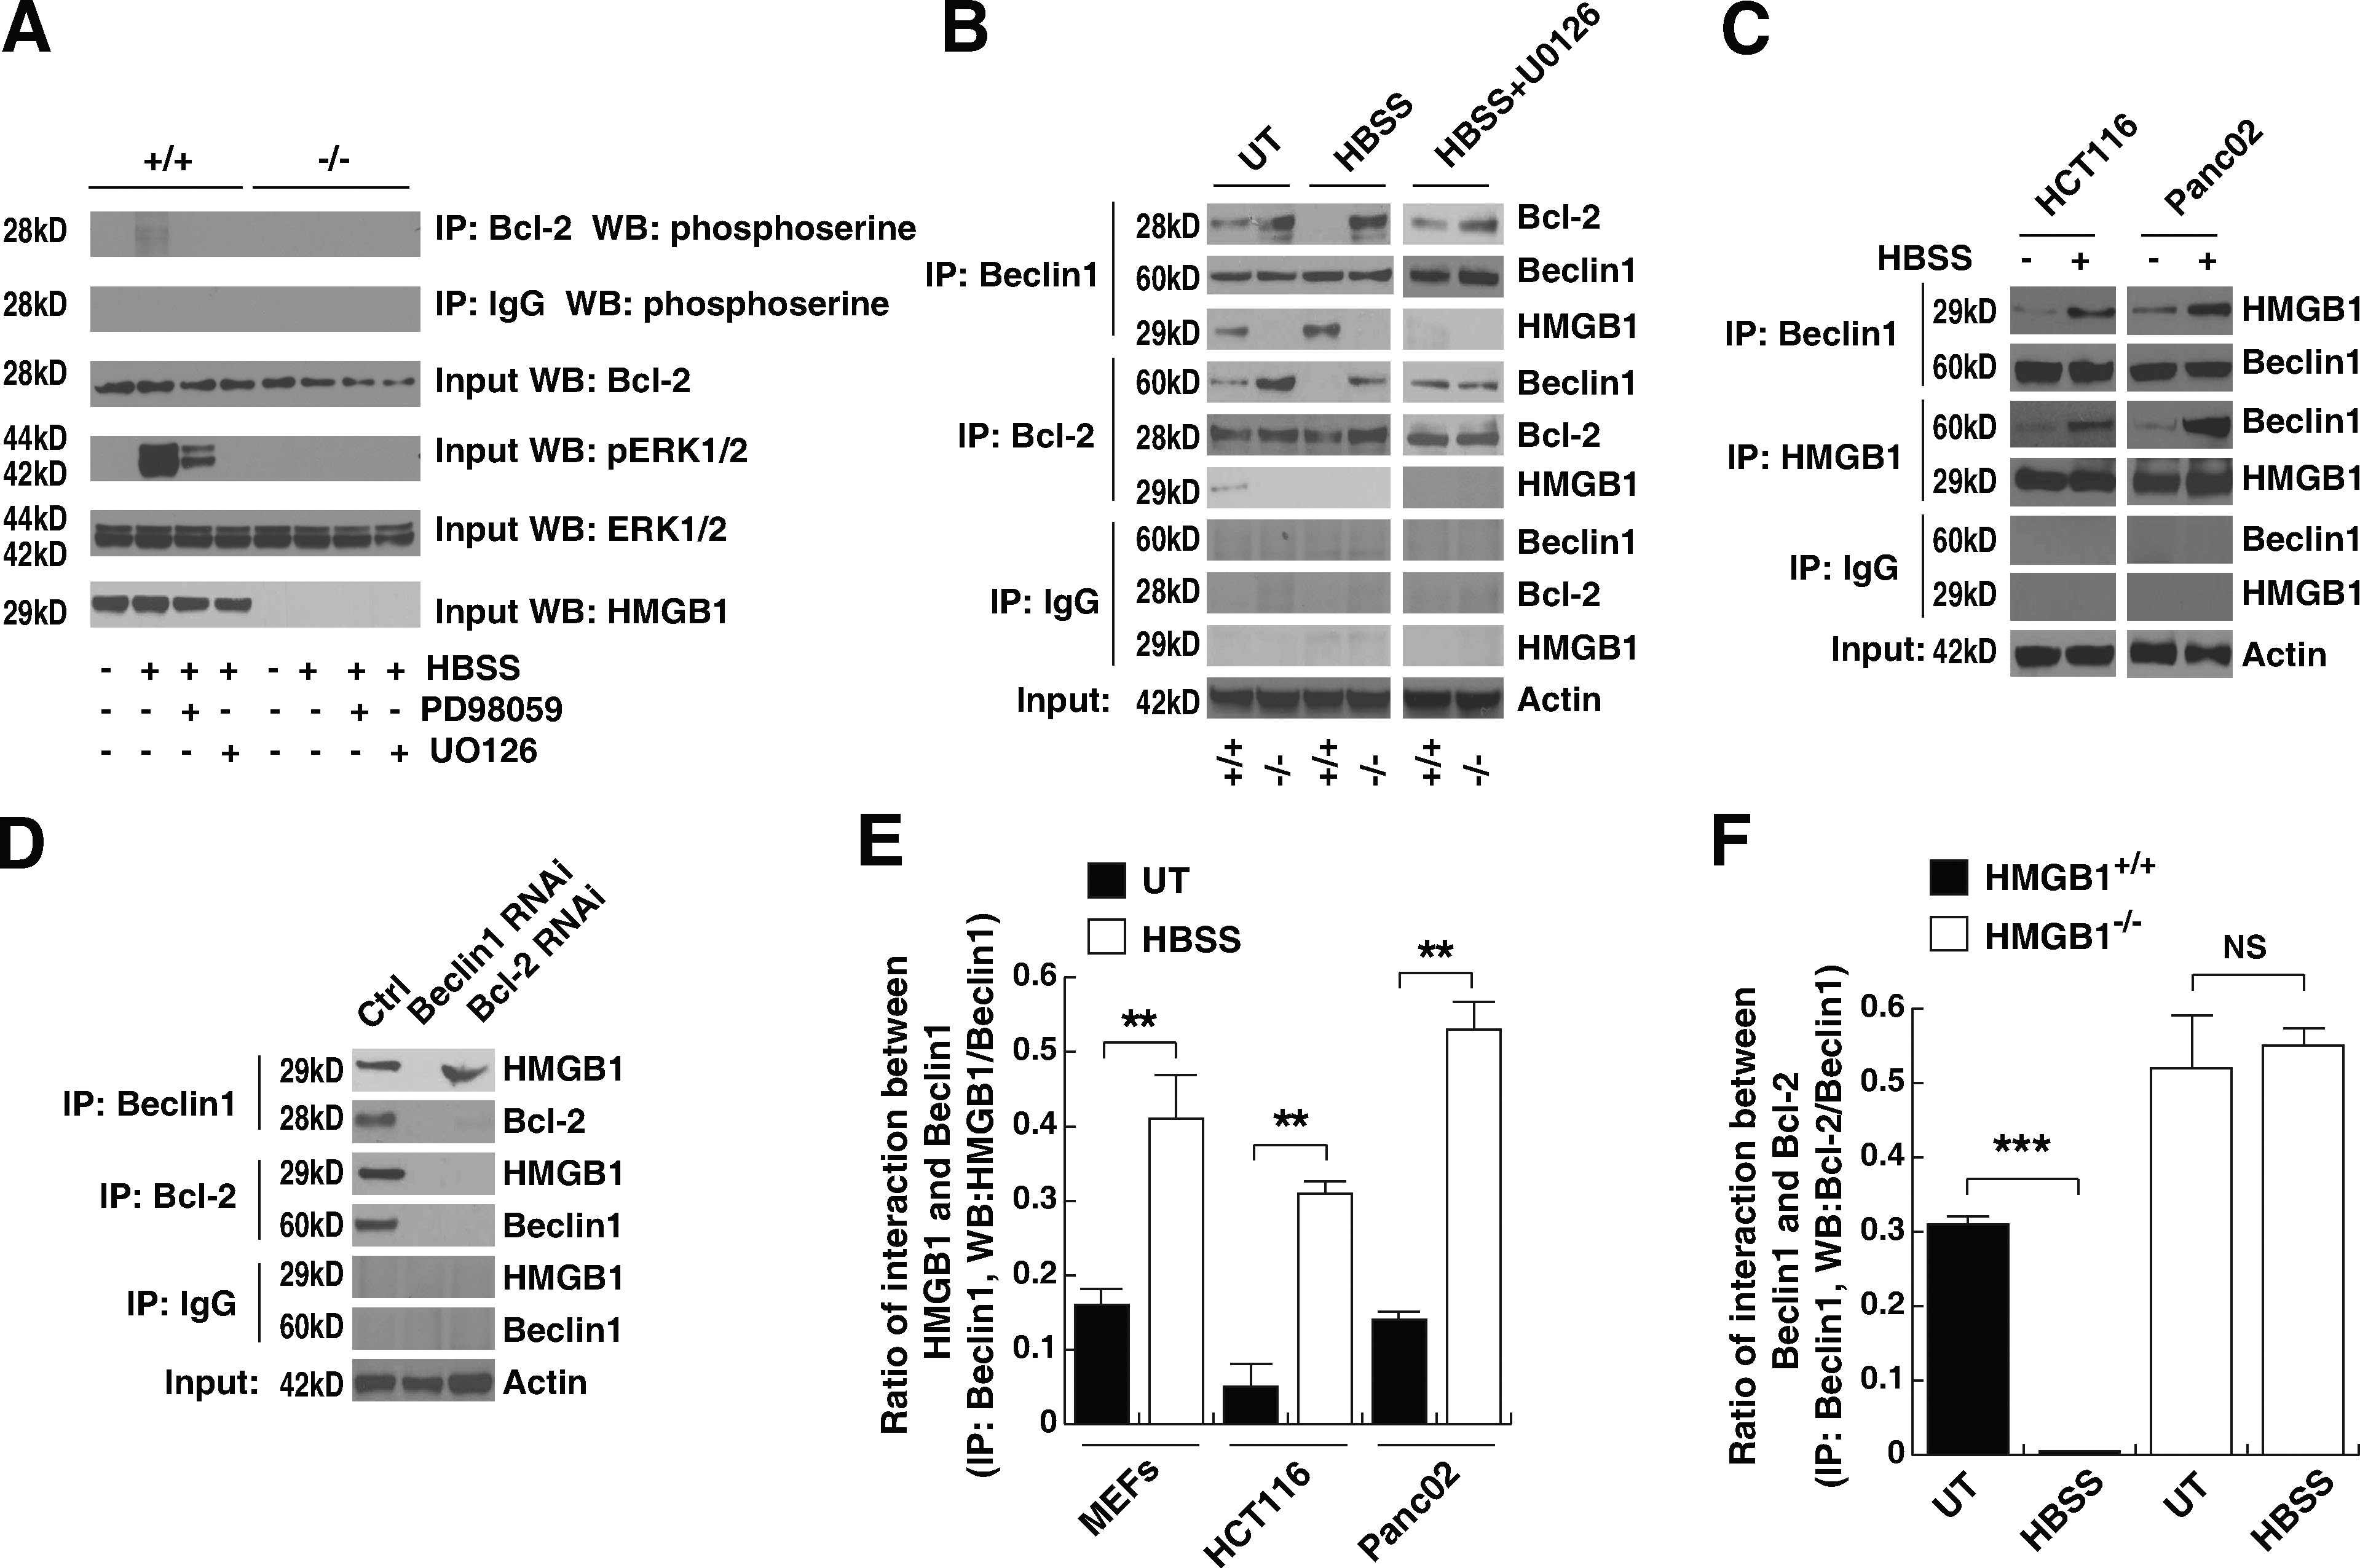 A
+/+ -/-
28kD IP: Bcl-2 WB: phosphoserine
28kD IP: IgG WB: phosphoserine
28kD Input WB: Bcl-2
44kD
42kD Input WB: pERK1/2
44kD
42kD Input WB: ERK1/2
29kD Input WB: HMGB1
- + + + - + + + HBSS
- - + - - - + - PD98059
- - - + - - - + UO126
B
UT HBSS HBSS+U0126
IP: Beclin1
28kD Bcl-2
60kD Beclin1
29kD HMGB1
IP: Bcl-2
60kD Beclin1
28kD Bcl-2
29kD HMGB1
IP: IgG
60kD Beclin1
28kD Bcl-2
29kD HMGB1
Input: 42kD Actin
+/+ -/- +/+ -/- +/+ -/-
C
HCT116 Panc02
HBSS - + - +
IP: Beclin1
29kD HMGB1
60kD Beclin1
IP: HMGB1
60kD Beclin1
29kD HMGB1
IP: IgG
60kD Beclin1
29kD HMGB1
Input: 42kD Actin
D
Ctrl Beclin1 RNAi Bcl-2 RNAi
IP: Beclin1
29kD HMGB1
28kD Bcl-2
IP: Bcl-2
29kD HMGB1
60kD Beclin1
IP: IgG
29kD HMGB1
60kD Beclin1
Input: 42kD Actin
E
UT
HBSS
Ratio of interaction between
HMGB1 and Beclin1
(IP: Beclin1, WB:HMGB1/Beclin1)
0.6
0.5
0.4
0.3
0.2
0.1
0
** ** **
MEFs HCT116 Panc02
F
HMGB1+/+
HMGB1-/-
Ratio of interaction between
Beclin1 and Bcl-2
(IP: Beclin1, WB:Bcl-2/Beclin1)
0.6
0.5
0.4
0.3
0.2
0.1
0
*** NS
UT HBSS UT HBSS